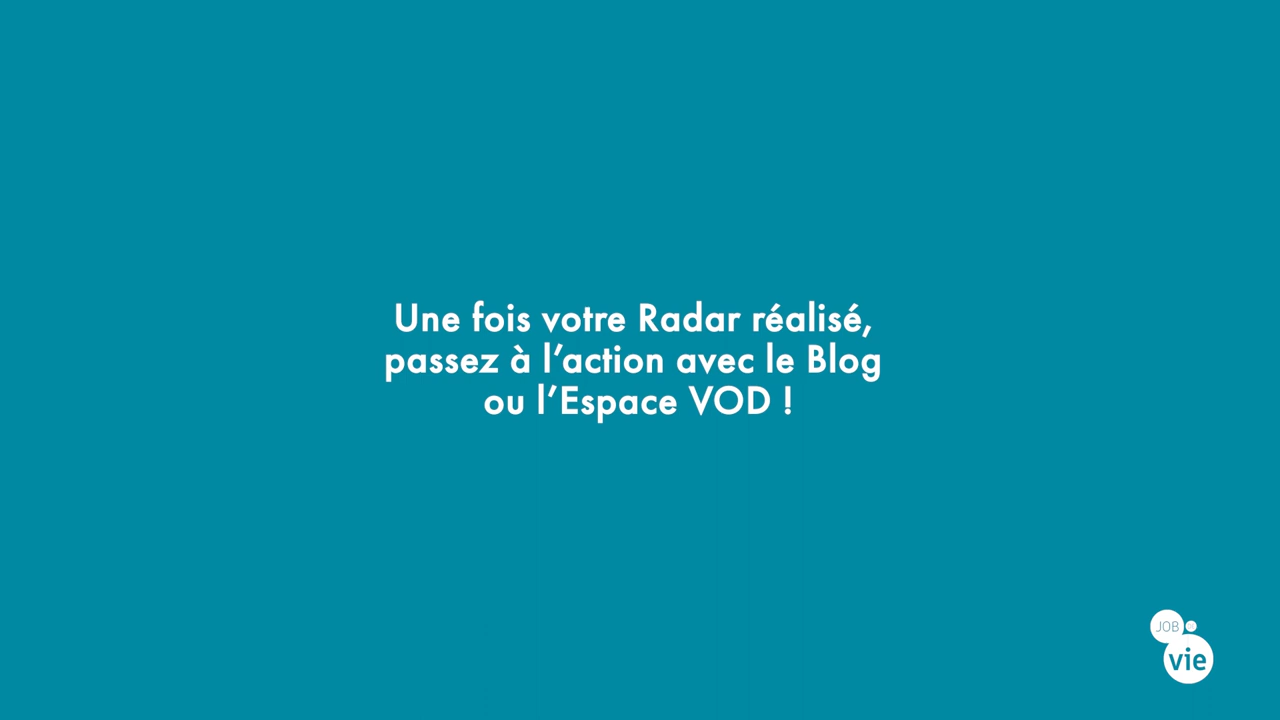 Une fois votre Radar réalisé,
passez à l’action avec le Blog
ou l’Espace VOD !
JOB
vie